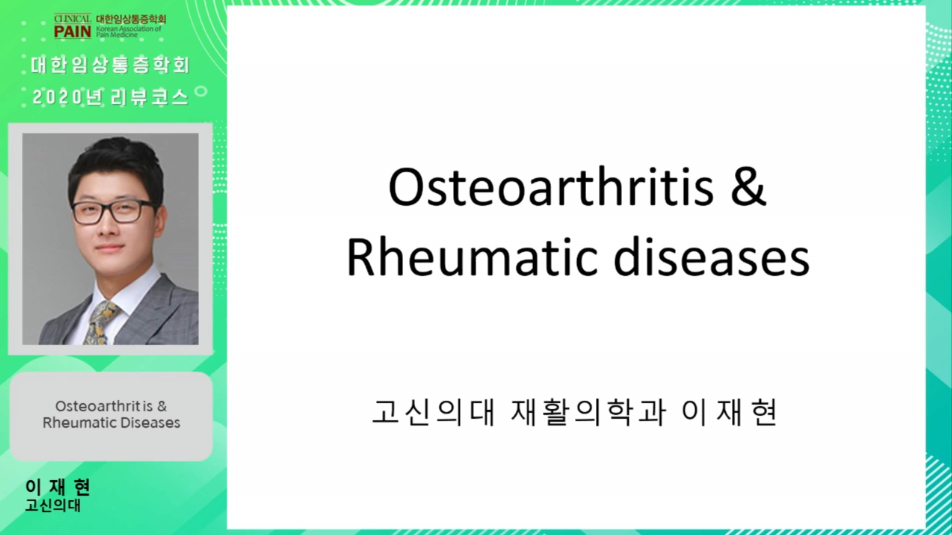 CLINICAL
PAIN
대한임상통증학회
Korean Association of
Pain Medicine
대한임상통증학회
2020년 리뷰코스
Osteoarthritis &
Rheumatic Diseases
이 재 현
고신의대
Osteoarthritis &
Rheumatic diseases
고신의대 재활의학과 이재현